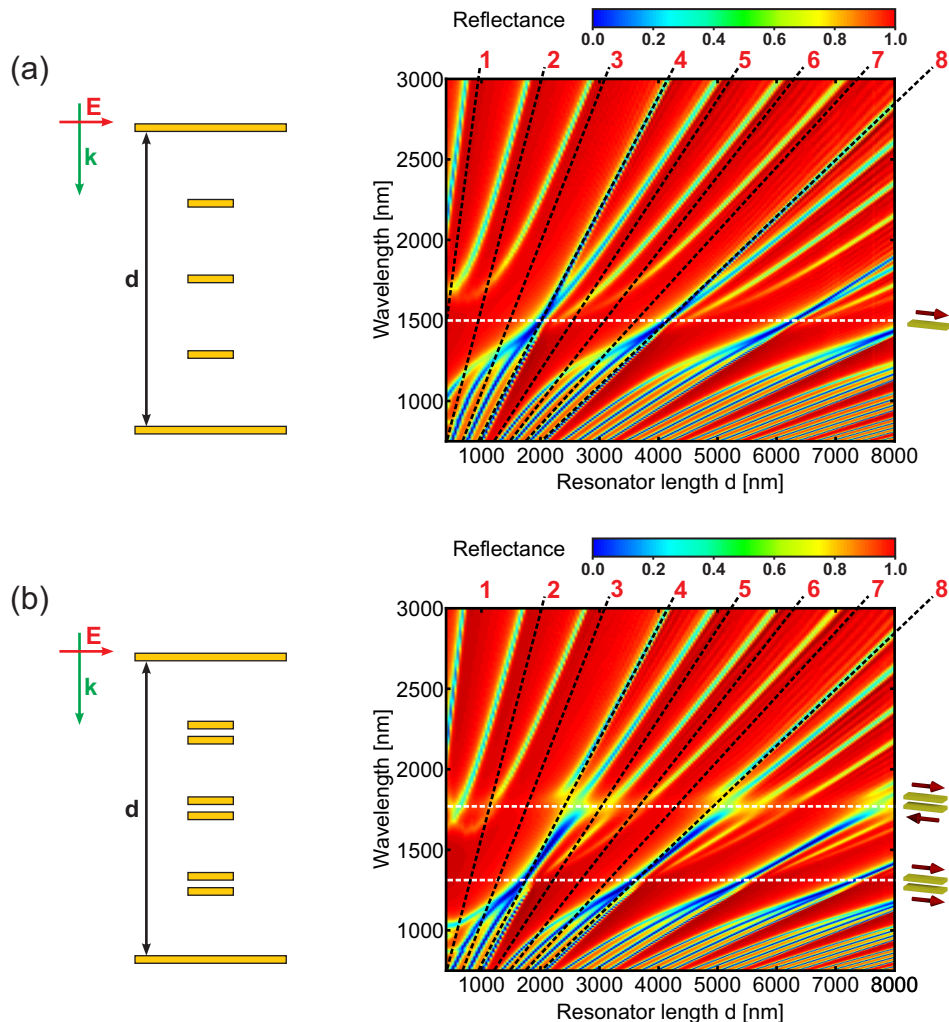 Reflectance
0.0 0.2 0.4 0.6 0.8 1.0
(a)
1 2 3 4 5 6 7 8
E
k
d
Wavelength [nm]
3000
2500
2000
1500
1000
1000 2000 3000 4000 5000 6000 7000 8000
Resonator length d [nm]
Reflectance
0.0 0.2 0.4 0.6 0.8 1.0
(b)
1 2 3 4 5 6 7 8
E
k
d
Wavelength [nm]
3000
2500
2000
1500
1000
1000 2000 3000 4000 5000 6000 7000 8000
Resonator length d [nm]